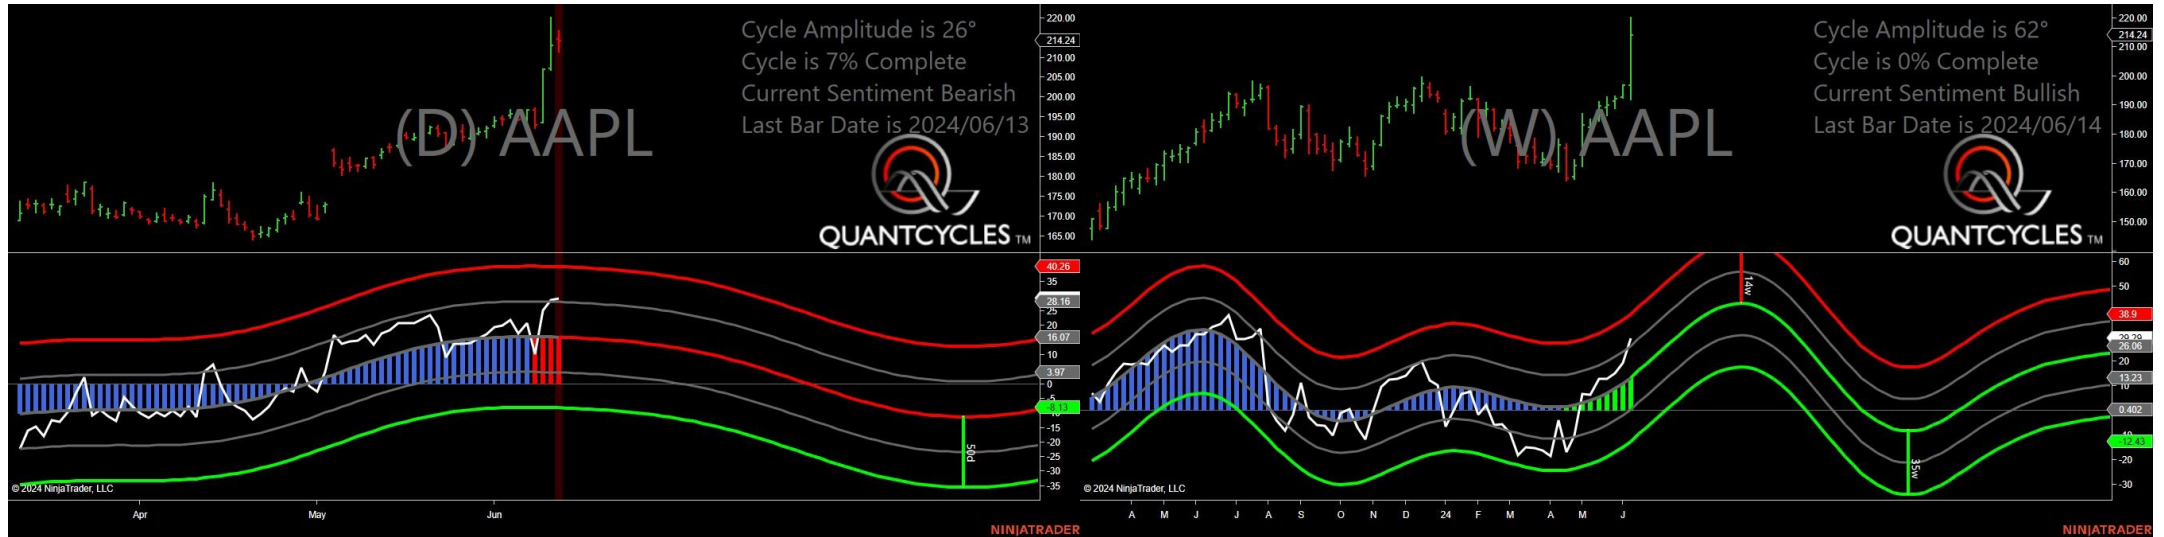 Cycle Amplitude is 26°
Cycle is 7% Complete
Current Sentiment Bearish
Last Bar Date is 2024/06/13
(D) AAPL
QUANTCYCLES TM
220.00
214.24
210.00
205.00
200.00
195.00
190.00
185.00
180.00
175.00
170.00
165.00
40.26
35
28.16
25
20
16.07
10
3.97
0
-5
-8.13
-15
-20
-25
-30
-35
50d
© 2024 NinjaTrader, LLC
Apr May Jun
NINJATRADER
Cycle Amplitude is 62°
Cycle is 0% Complete
Current Sentiment Bullish
Last Bar Date is 2024/06/14
(W) AAPL
QUANTCYCLES TM
220.00
214.24
210.00
200.00
190.00
180.00
170.00
160.00
150.00
60
50
38.9
26.06
20
13.23
10
0.402
-12.43
-20
-30
14w
35w
© 2024 NinjaTrader, LLC
A M J J A S O N D 24 F M A M J
NINJATRADER